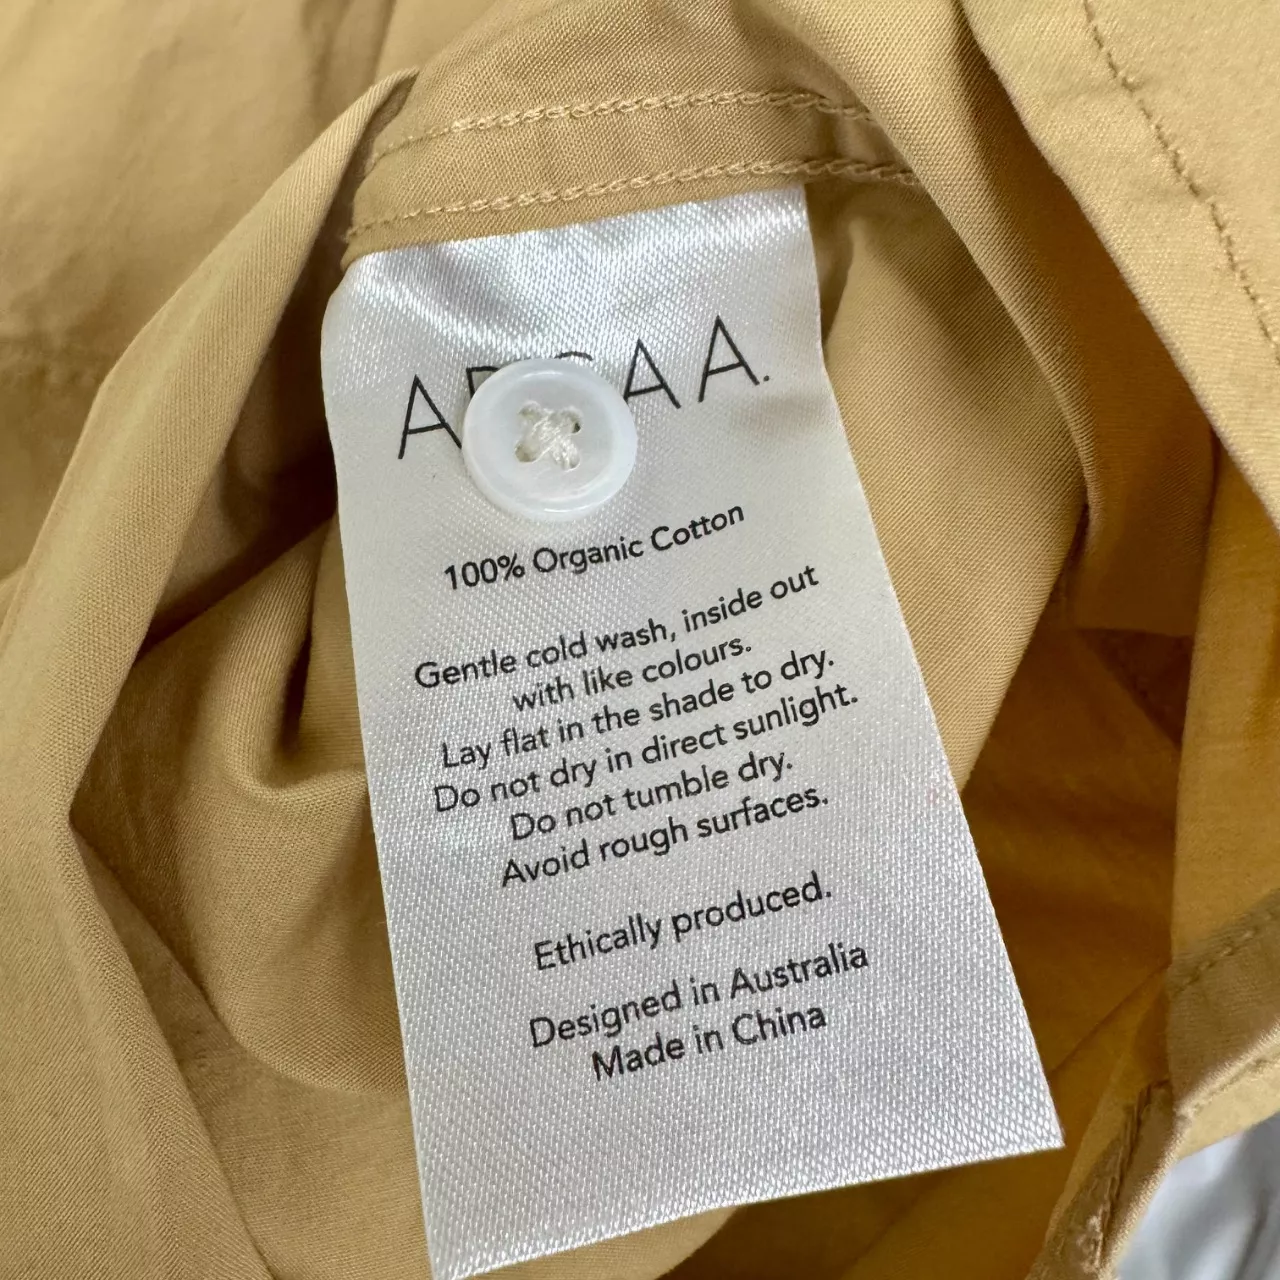 100% Organic Cotton
Gentle cold wash, inside out
with like colours.
Lay flat in the shade to dry.
Do not dry in direct sunlight.
Do not tumble dry.
Avoid rough surfaces.
Ethically produced.
Designed in Australia
Made in China